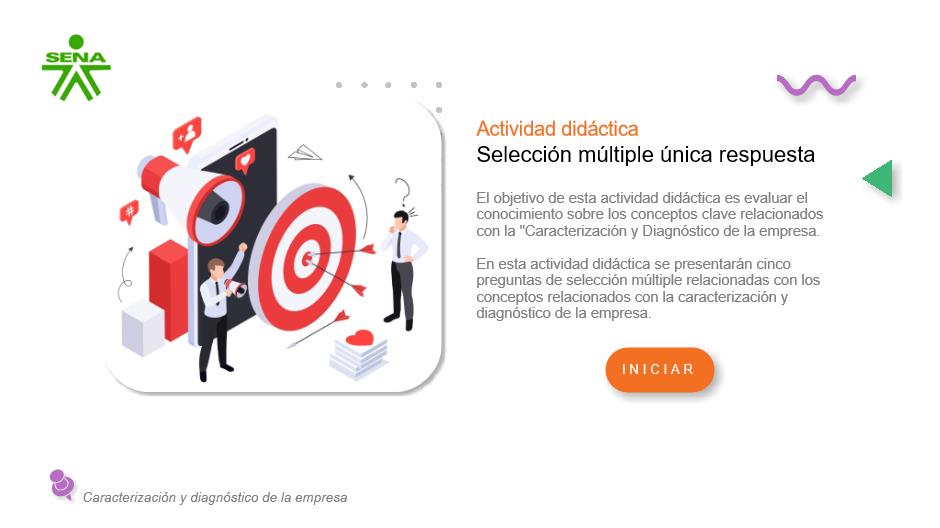 SENA
Actividad didáctica
Selección múltiple única respuesta
El objetivo de esta actividad didáctica es evaluar el
conocimiento sobre los conceptos clave relacionados
con la "Caracterización y Diagnóstico de la empresa.
En esta actividad didáctica se presentarán cinco
preguntas de selección múltiple relacionadas con los
conceptos relacionados con la caracterización y
diagnóstico de la empresa.
INICIAR
Caracterización y diagnóstico de la empresa